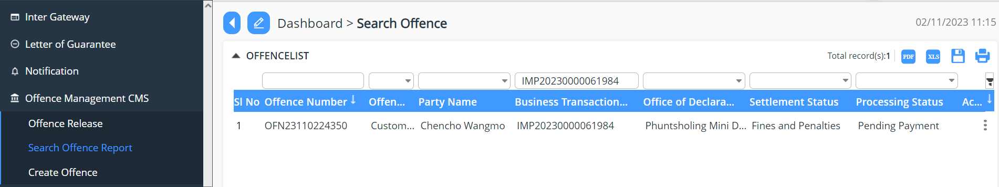 Inter Gateway
Letter of Guarantee
Notification
Offence Management CMS
Offence Release
Search Offence Report
Create Offence
Dashboard > Search Offence
02/11/2023 11:15
OFFENCELIST
Total record(s):1
PDF
XLS
IMP20230000061984
Sl No Offence Number Offen... Party Name Business Transaction... Office of Declara... Settlement Status Processing Status Ac...
1 OFN23110224350 Custom... Chencho Wangmo IMP20230000061984 Phuntsholing Mini D... Fines and Penalties Pending Payment